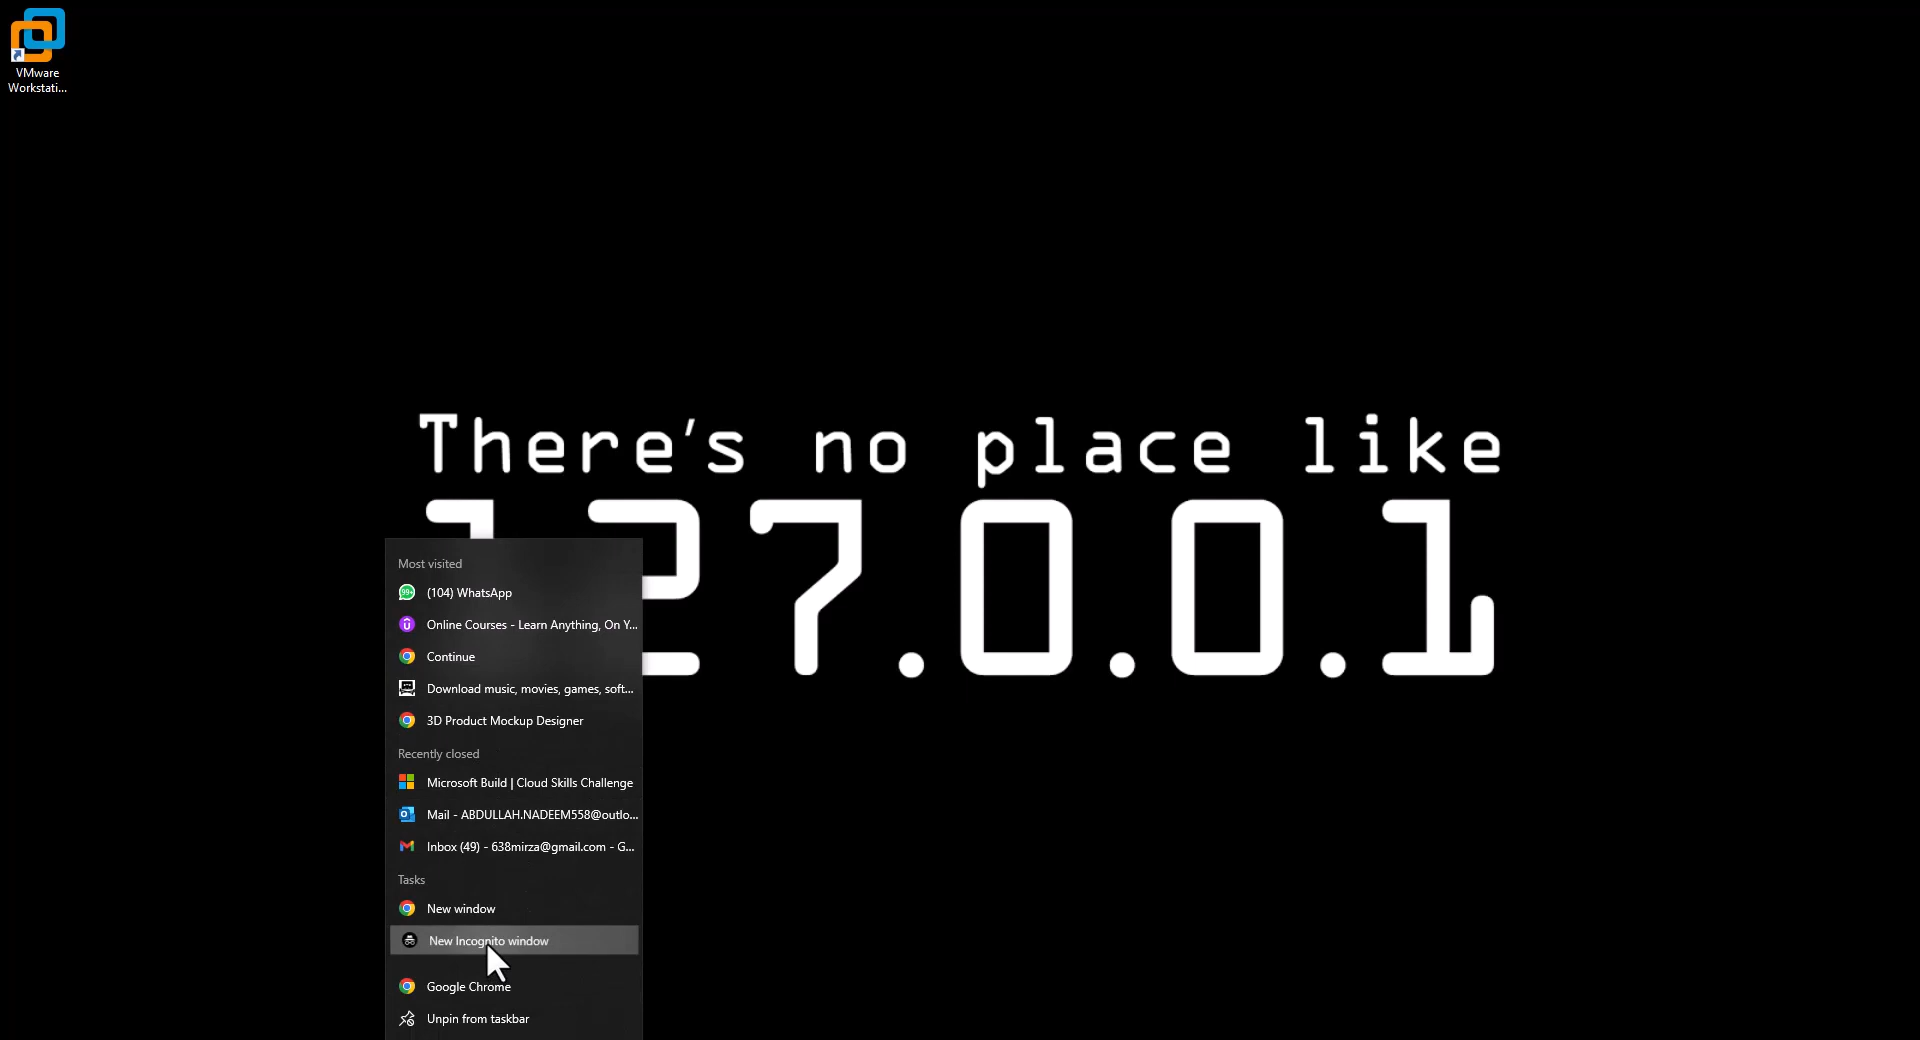 VMware
Workstati...
There's no place like
127.0.0.1
Most visited
(104) WhatsApp
Online Courses - Learn Anything, On Y...
Continue
Download music, movies, games, soft...
3D Product Mockup Designer
Recently closed
Microsoft Build | Cloud Skills Challenge
Mail - ABDULLAH.NADEEM558@outlo...
Inbox (49) - 638mirza@gmail.com - G...
Tasks
New window
New Incognito window
Google Chrome
Unpin from taskbar